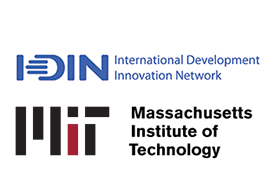 IDIN International Development
Innovation Network
MIT Massachusetts
Institute of
Technology